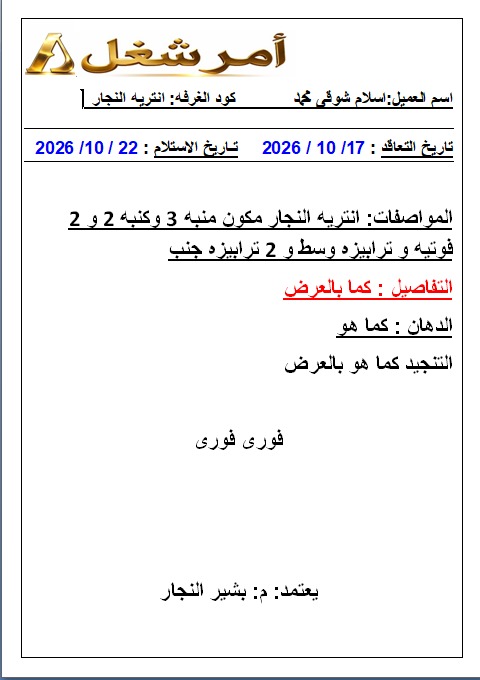 أمر شغل
اسم العميل:اسلام شوقي محمد كود الغرفه: انتريه النجار
تاريخ التعاقد : 17/ 10 / 2026 تاريخ الاستلام : 22 / 10/ 2026
المواصفات: انتريه النجار مكون منبه 3 وكنبه 2 و 2
فوتيه و ترابيزه وسط و 2 ترابيزه جنب
التفاصيل : كما بالعرض
الدهان : كما هو
التنجيد كما هو بالعرض
فورى فورى
يعتمد: م: بشير النجار